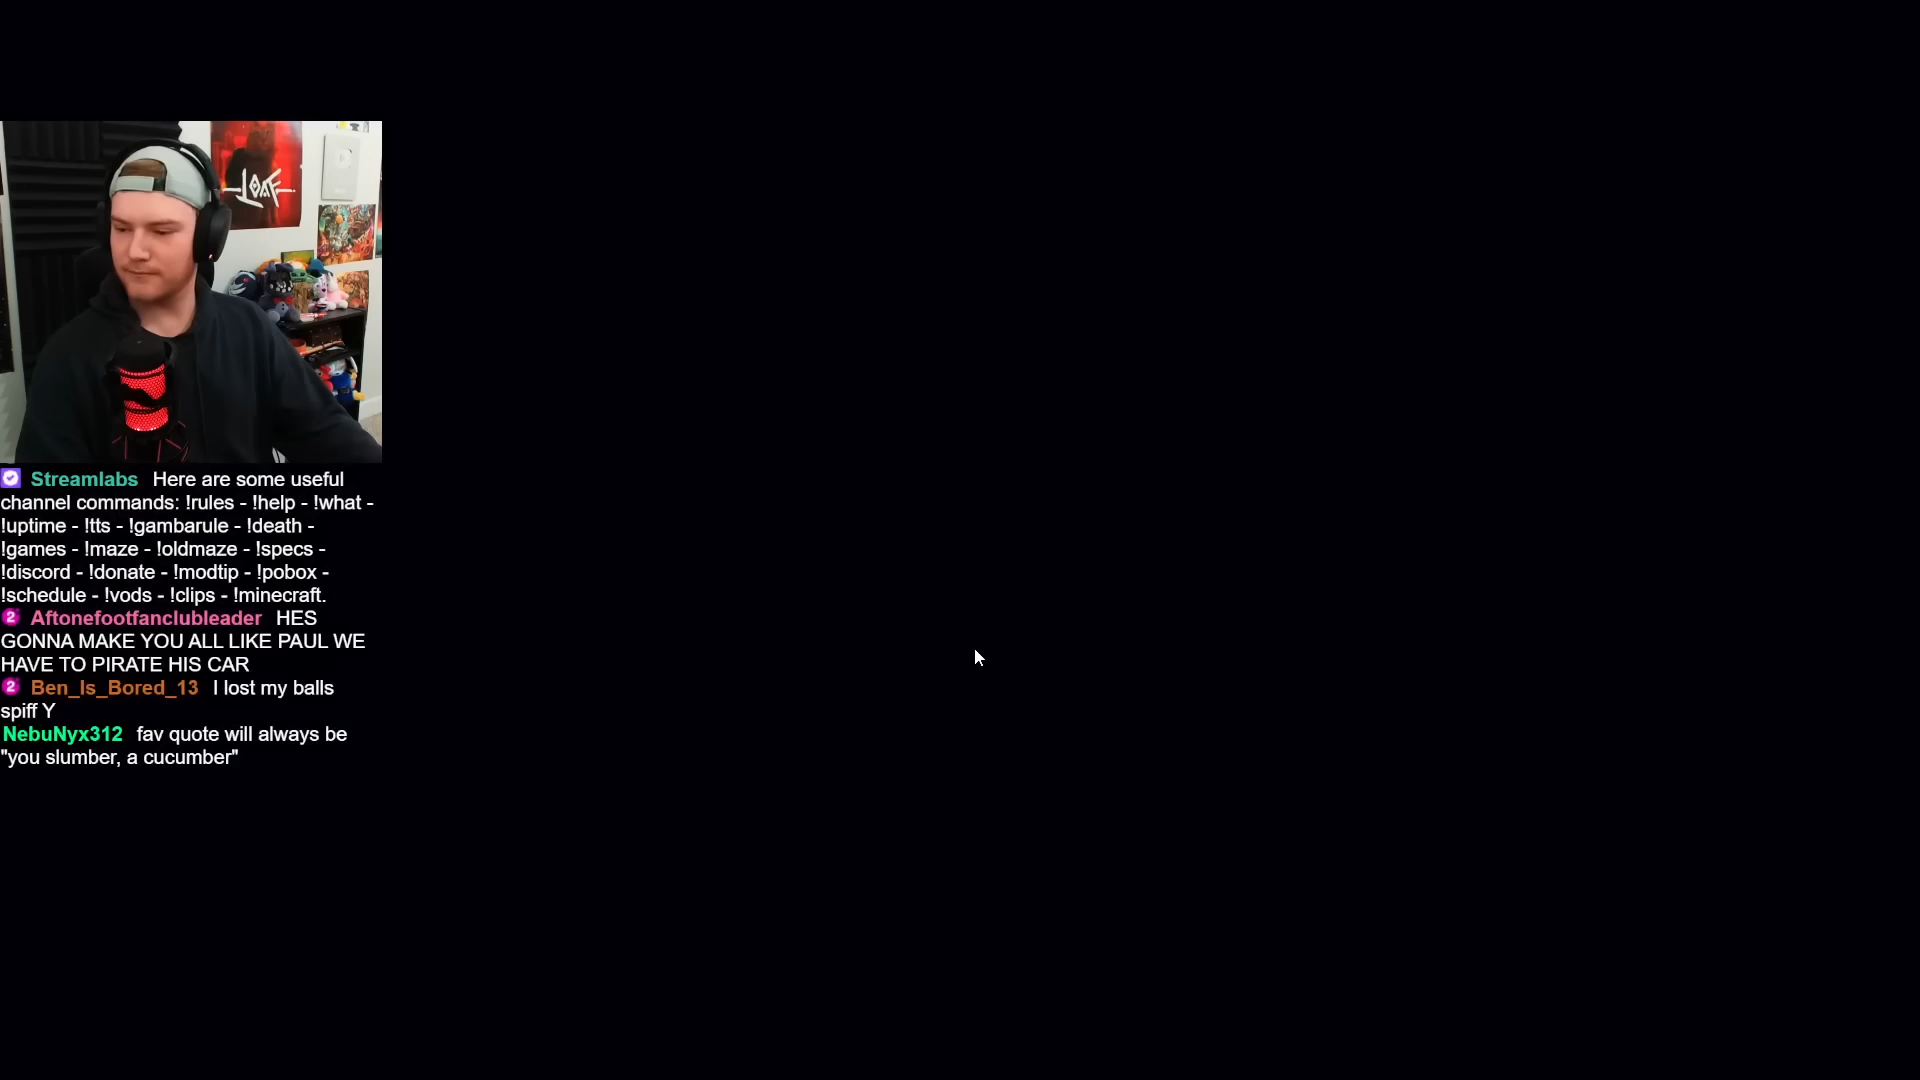 LOAF
Streamlabs Here are some useful
channel commands: !rules - !help - !what -
!uptime - !tts - !gambarule - !death -
!games - !maze - !oldmaze - !specs -
!discord - !donate - !modtip - !pobox -
!schedule - !vods - !clips - !minecraft.
2 Aftonefootfanclubleader HES
GONNA MAKE YOU ALL LIKE PAUL WE
HAVE TO PIRATE HIS CAR
2 Ben_Is_Bored_13 I lost my balls
spiff Y
NebuNyx312 fav quote will always be
"you slumber, a cucumber"